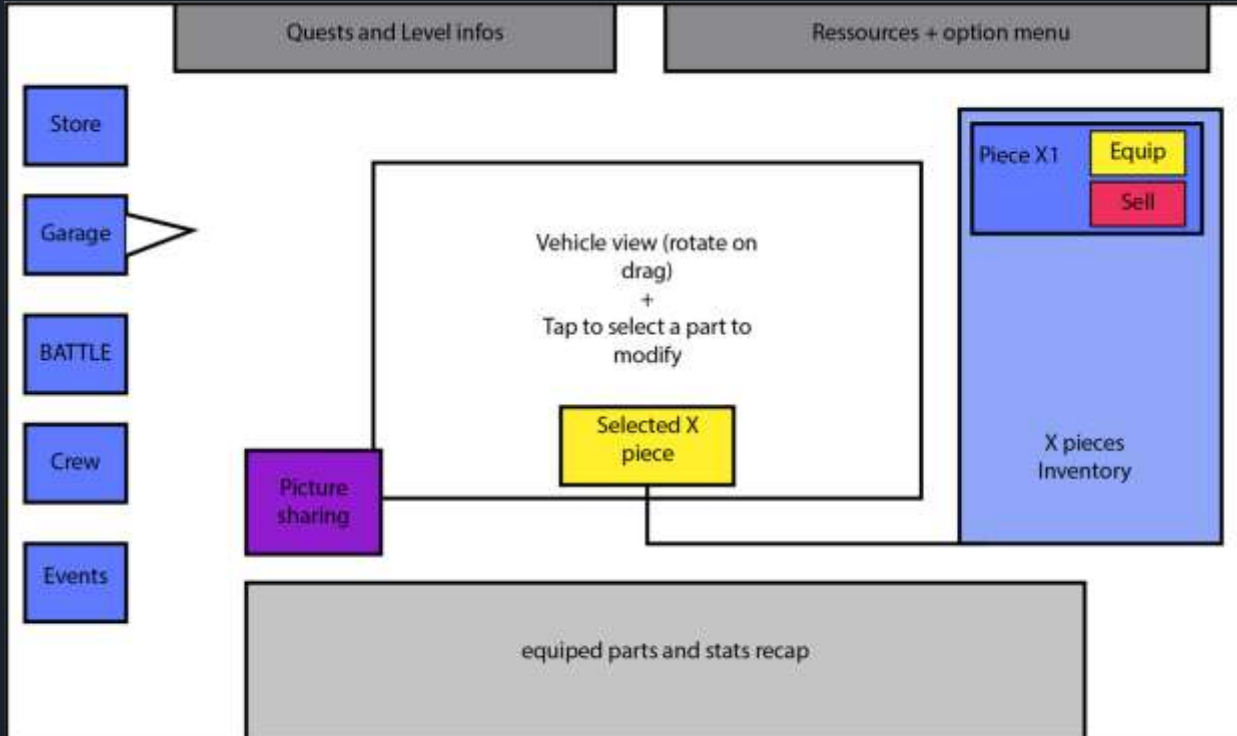 Quests and Level infos
Ressources + option menu
Store
Garage
BATTLE
Crew
Events
Vehicle view (rotate on
drag)
+
Tap to select a part to
modify
Selected X
piece
Picture
sharing
Piece X1
Equip
Sell
X pieces
Inventory
equiped parts and stats recap